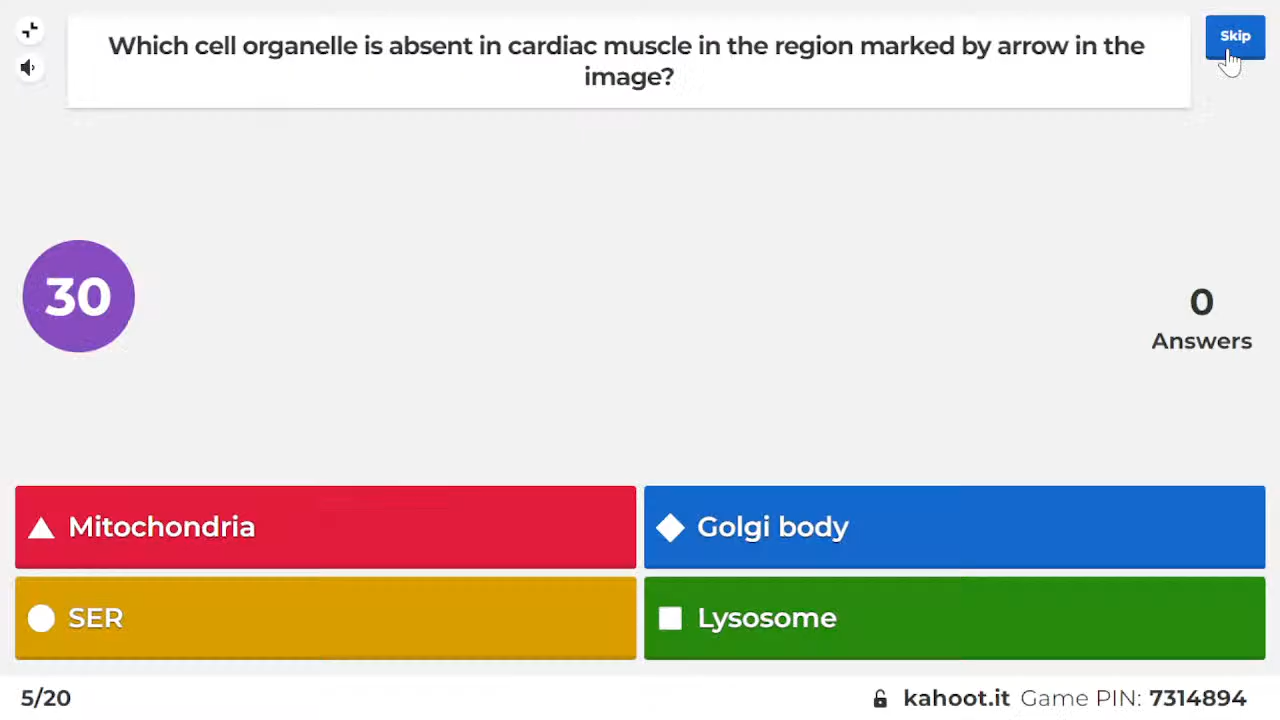 Which cell organelle is absent in cardiac muscle in the region marked by arrow in the
image?
Skip
30
0
Answers
Mitochondria
Golgi body
SER
Lysosome
5/20
kahoot.it Game PIN: 7314894